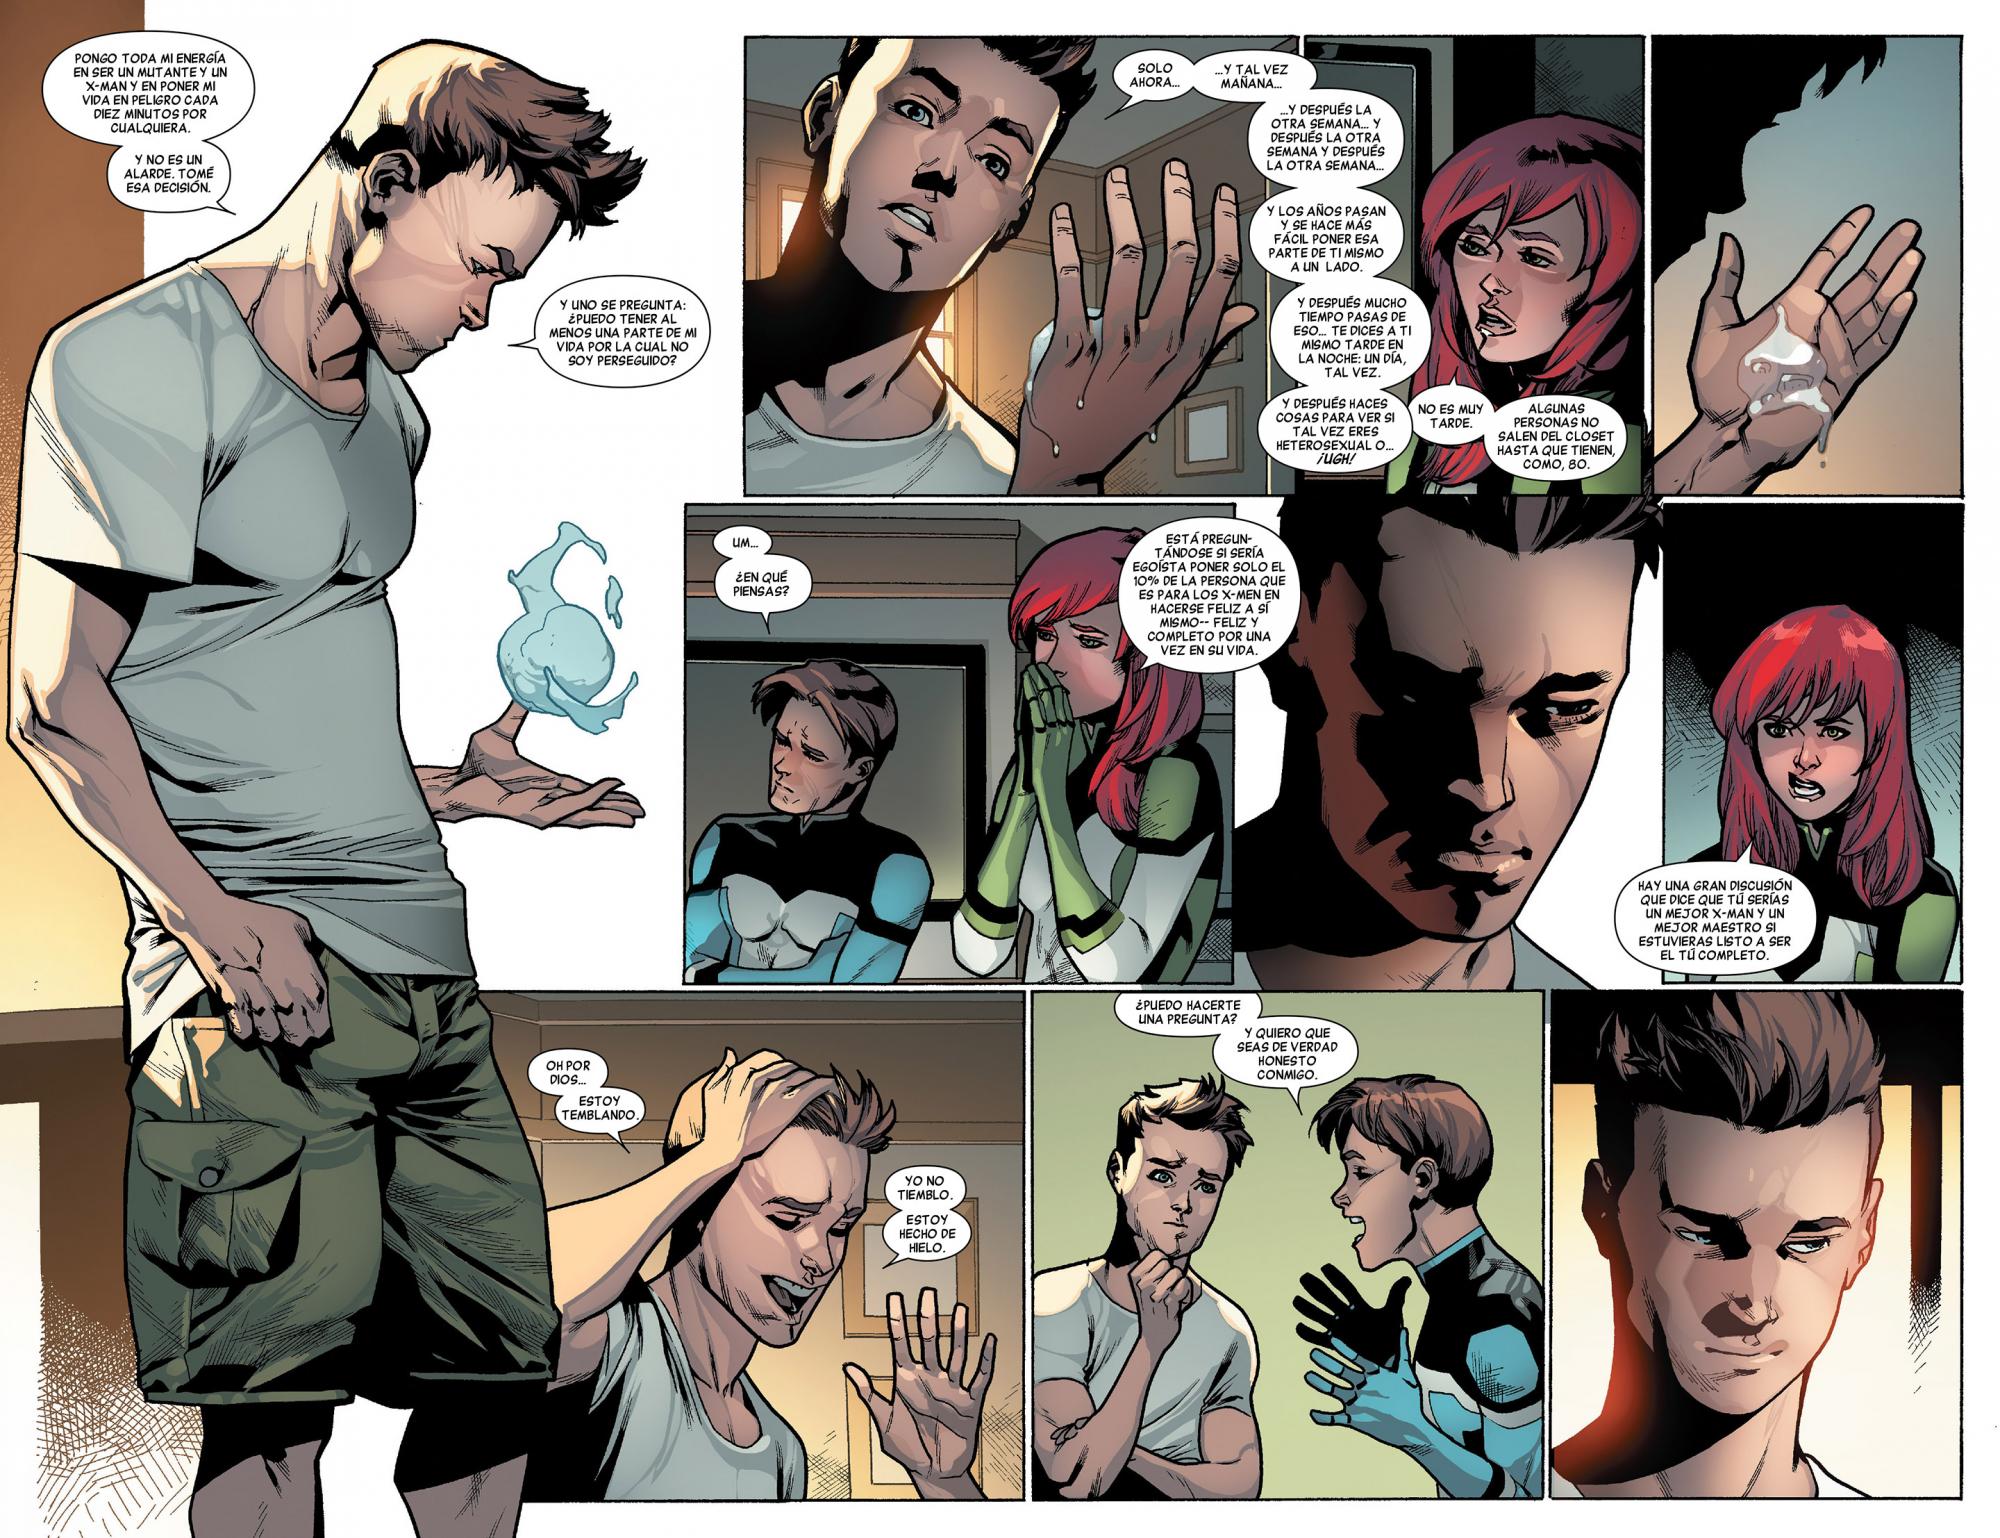 PONGO TODA MI ENERGÍA
EN SER UN MUTANTE Y UN
X-MAN Y EN PONER MI
VIDA EN PELIGRO CADA
DIEZ MINUTOS POR
CUALQUIERA.
Y NO ES UN
ALARDE. TOMÉ
ESA DECISIÓN.
Y UNO SE PREGUNTA:
¿PUEDO TENER AL
MENOS UNA PARTE DE MI
VIDA POR LA CUAL NO
SOY PERSEGUIDO?
SOLO
AHORA...
...Y TAL VEZ
MAÑANA...
...Y DESPUÉS LA
OTRA SEMANA... Y
DESPUÉS LA OTRA
SEMANA Y DESPUÉS
LA OTRA SEMANA...
Y LOS AÑOS PASAN
Y SE HACE MÁS
FÁCIL PONER ESA
PARTE DE TI MISMO
A UN LADO.
Y DESPUÉS MUCHO
TIEMPO PASAS DE
ESO... TE DICES A TI
MISMO TARDE EN
LA NOCHE: UN DÍA,
TAL VEZ.
Y DESPUÉS HACES
COSAS PARA VER SI
TAL VEZ ERES
HETEROSEXUAL O...
¡UGH!
NO ES MUY
TARDE.
ALGUNAS
PERSONAS NO
SALEN DEL CLOSET
HASTA QUE TIENEN,
COMO, 80.
UM...
¿EN QUÉ
PIENSAS?
ESTÁ PREGUN-
TÁNDOSE SI SERÍA
EGOÍSTA PONER SOLO EL
10% DE LA PERSONA QUE
ES PARA LOS X-MEN EN
HACERSE FELIZ A SÍ
MISMO-- FELIZ Y
COMPLETO POR UNA
VEZ EN SU VIDA.
HAY UNA GRAN DISCUSIÓN
QUE DICE QUE TÚ SERÍAS
UN MEJOR X-MAN Y UN
MEJOR MAESTRO SI
ESTUVIERAS LISTO A SER
EL TÚ COMPLETO.
OH POR
DIOS...
ESTOY
TEMBLANDO.
YO NO
TIEMBLO.
ESTOY
HECHO DE
HIELO.
¿PUEDO HACERTE
UNA PREGUNTA?
Y QUIERO QUE
SEAS DE VERDAD
HONESTO
CONMIGO.